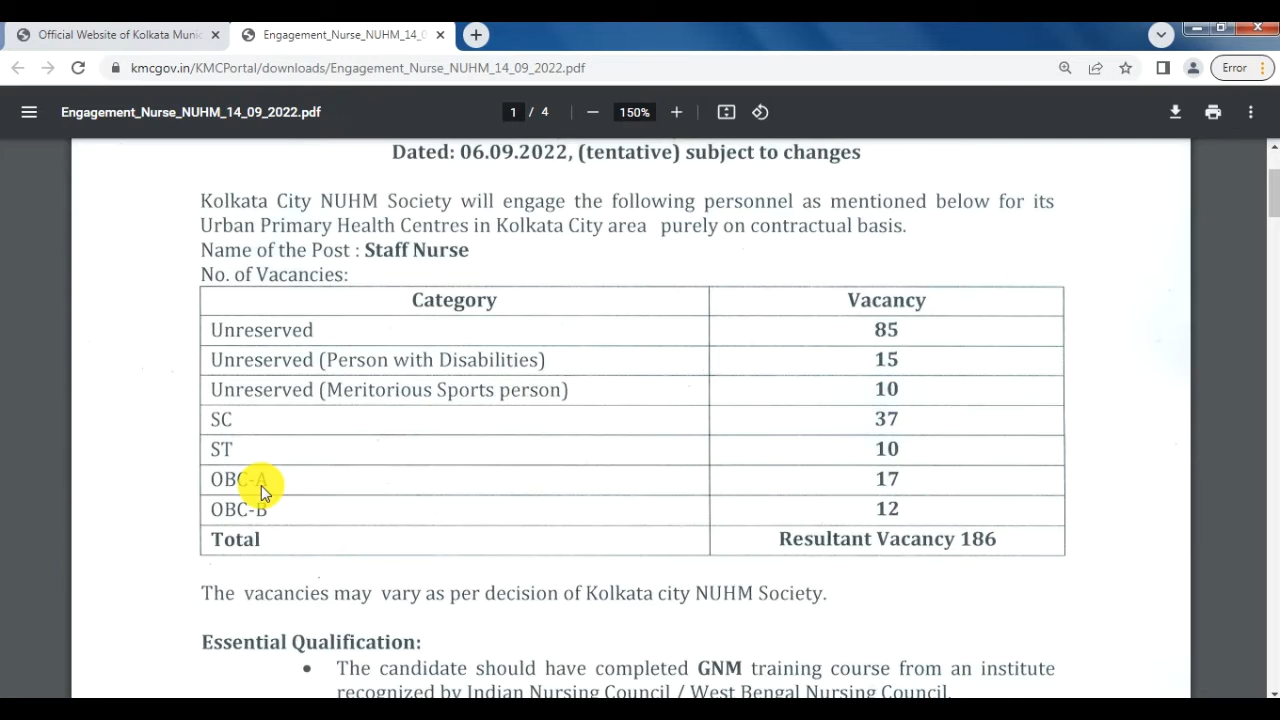 Official Website of Kolkata Munic
Engagement_Nurse_NUHM_14_0
kmcgov.in/KMCPortal/downloads/Engagement_Nurse_NUHM_14_09_2022.pdf
Error
Engagement_Nurse_NUHM_14_09_2022.pdf
1 / 4
150%
Dated: 06.09.2022, (tentative) subject to changes
Kolkata City NUHM Society will engage the following personnel as mentioned below for its
Urban Primary Health Centres in Kolkata City area purely on contractual basis.
Name of the Post : Staff Nurse
No. of Vacancies:
Category Vacancy
Unreserved 85
Unreserved (Person with Disabilities) 15
Unreserved (Meritorious Sports person) 10
SC 37
ST 10
OBC-A 17
OBC-B 12
Total Resultant Vacancy 186
The vacancies may vary as per decision of Kolkata city NUHM Society.
Essential Qualification:
• The candidate should have completed GNM training course from an institute
recognized by Indian Nursing Council / West Bengal Nursing Council.